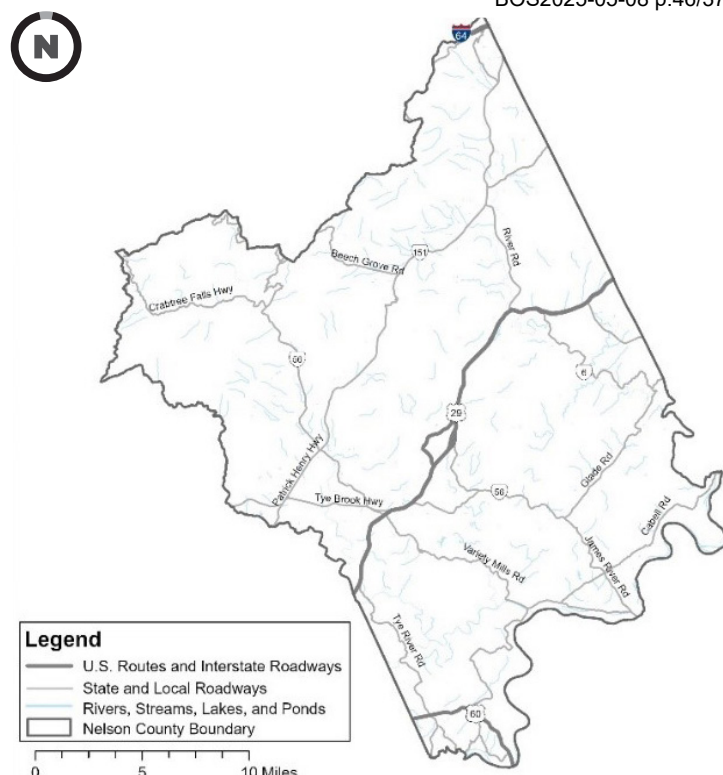 BOS2025-05-08 p.46/57
N
64
River Rd
151
Beech Grove Rd
Crabtree Falls Hwy
56
6
29
Patrick Henry Hwy
Glade Rd
Tye Brook Hwy
56
Cabell Rd
Variety Mills Rd
James River Rd
Tye River Rd
60
Legend
U.S. Routes and Interstate Roadways
State and Local Roadways
Rivers, Streams, Lakes, and Ponds
Nelson County Boundary
0 5 10 Miles